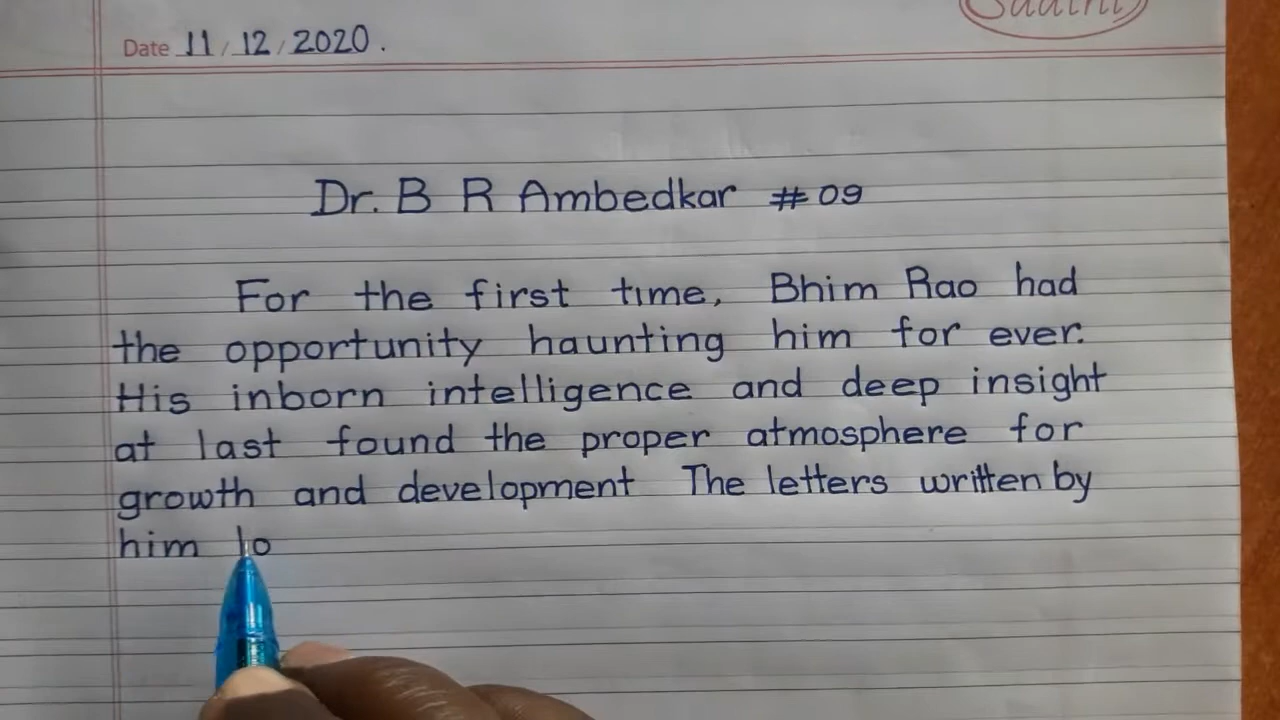 Date 11/12/2020.
Dr. B R Ambedkar #09
For the first time, Bhim Rao had
the opportunity haunting him for ever.
His inborn intelligence and deep insight
at last found the proper atmosphere for
growth and development The letters written by
him